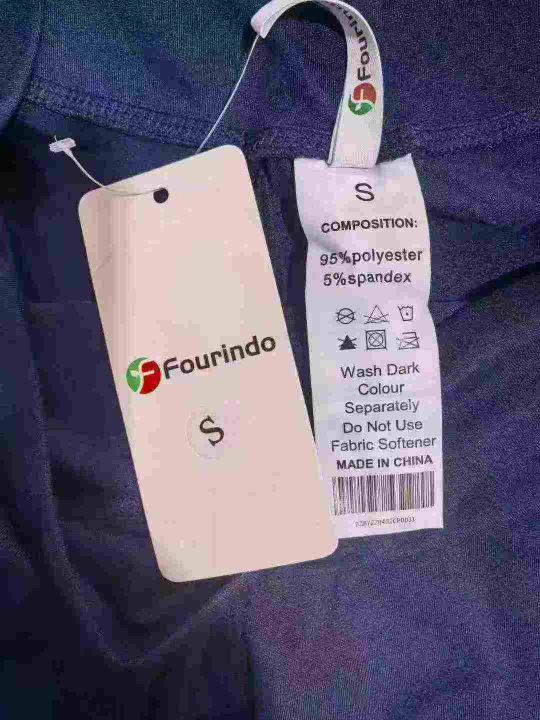 Fourindo
S
Fourindo
S
COMPOSITION:
95%polyester
5%spandex
Wash Dark
Colour
Separately
Do Not Use
Fabric Softener
MADE IN CHINA